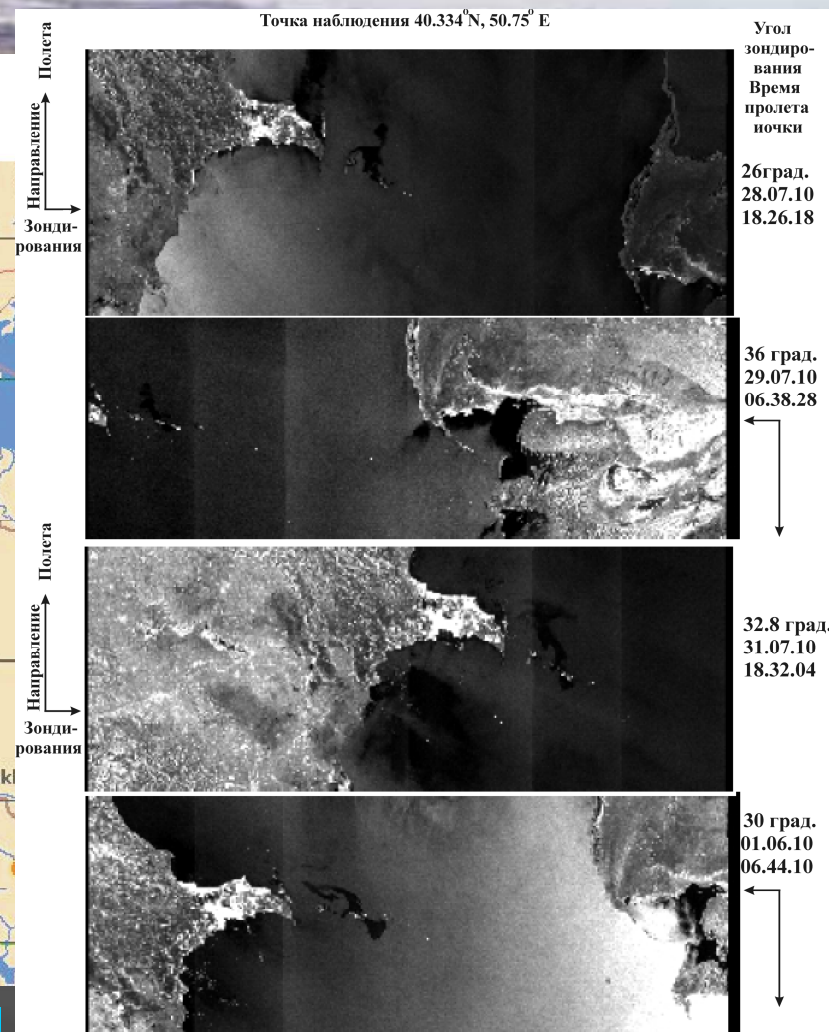 Точка наблюдения 40.334°N, 50.75° E
Угол
зондиро-
вания
Время
пролета
иочки
Направление Полета
Зонди-
рования
26град.
28.07.10
18.26.18
36 град.
29.07.10
06.38.28
Направление Полета
Зонди-
рования
32.8 град.
31.07.10
18.32.04
30 град.
01.06.10
06.44.10